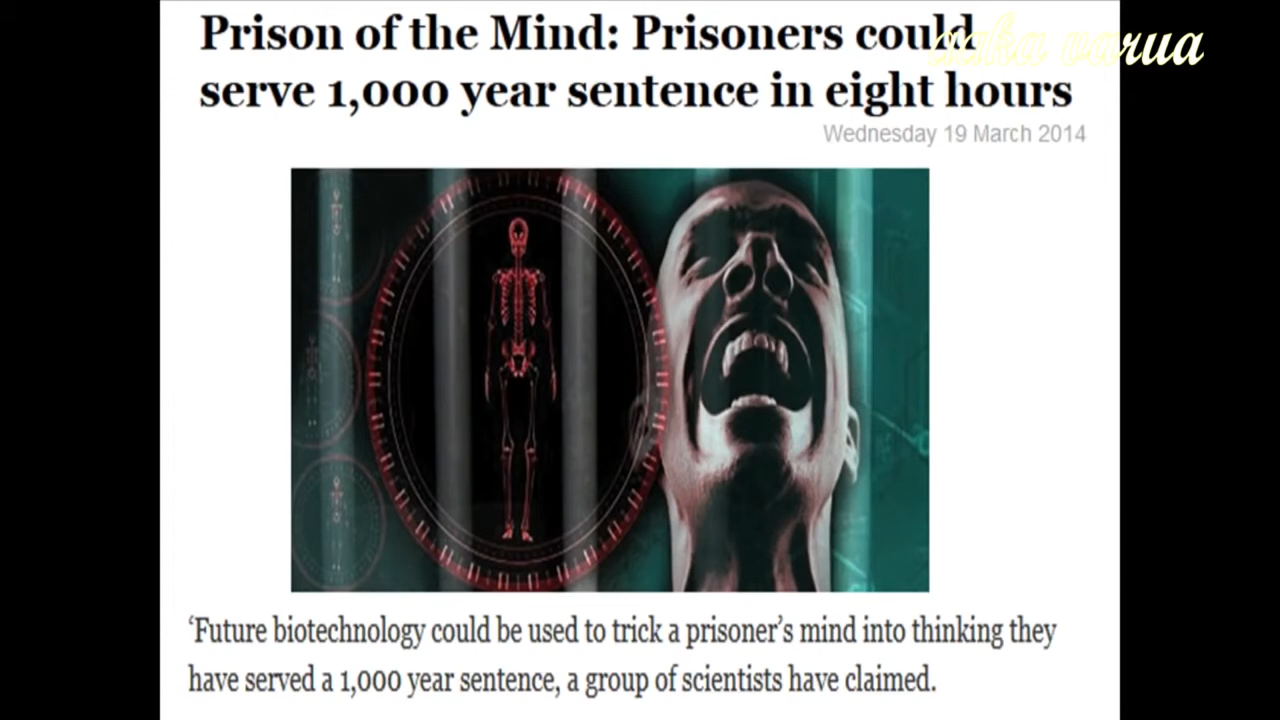 Prison of the Mind: Prisoners could
serve 1,000 year sentence in eight hours
Wednesday 19 March 2014
‘Future biotechnology could be used to trick a prisoner’s mind into thinking they
have served a 1,000 year sentence, a group of scientists have claimed.